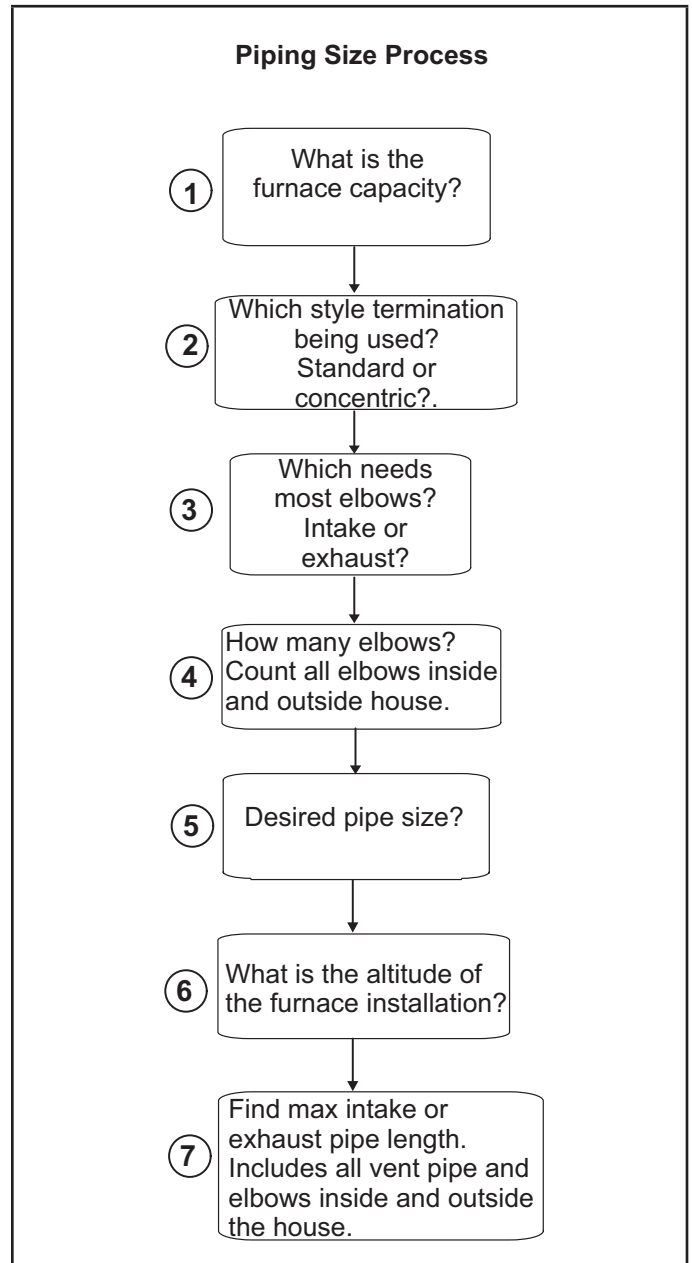 Piping Size Process
1
What is the
furnace capacity?
2
Which style termination
being used?
Standard or
concentric?.
3
Which needs
most elbows?
Intake or
exhaust?
4
How many elbows?
Count all elbows inside
and outside house.
5
Desired pipe size?
6
What is the altitude of
the furnace installation?
7
Find max intake or
exhaust pipe length.
Includes all vent pipe and
elbows inside and outside
the house.